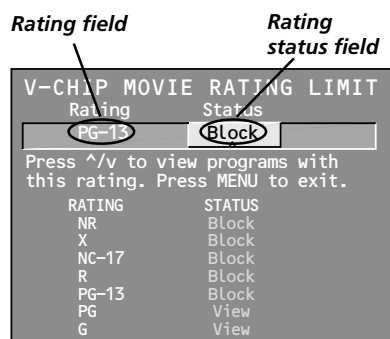 Rating field
Rating
status field
V-CHIP MOVIE RATING LIMIT
Rating Status
PG-13 Block
Press ^/v to view programs with
this rating. Press MENU to exit.
RATING STATUS
NR Block
X Block
NC-17 Block
R Block
PG-13 Block
PG View
G View